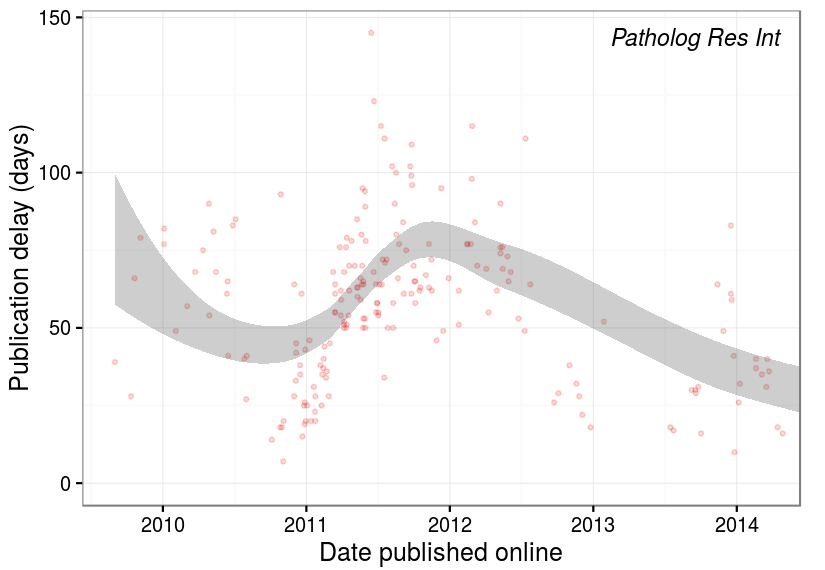 Patholog Res Int
150
100
50
0
Publication delay (days)
2010 2011 2012 2013 2014
Date published online